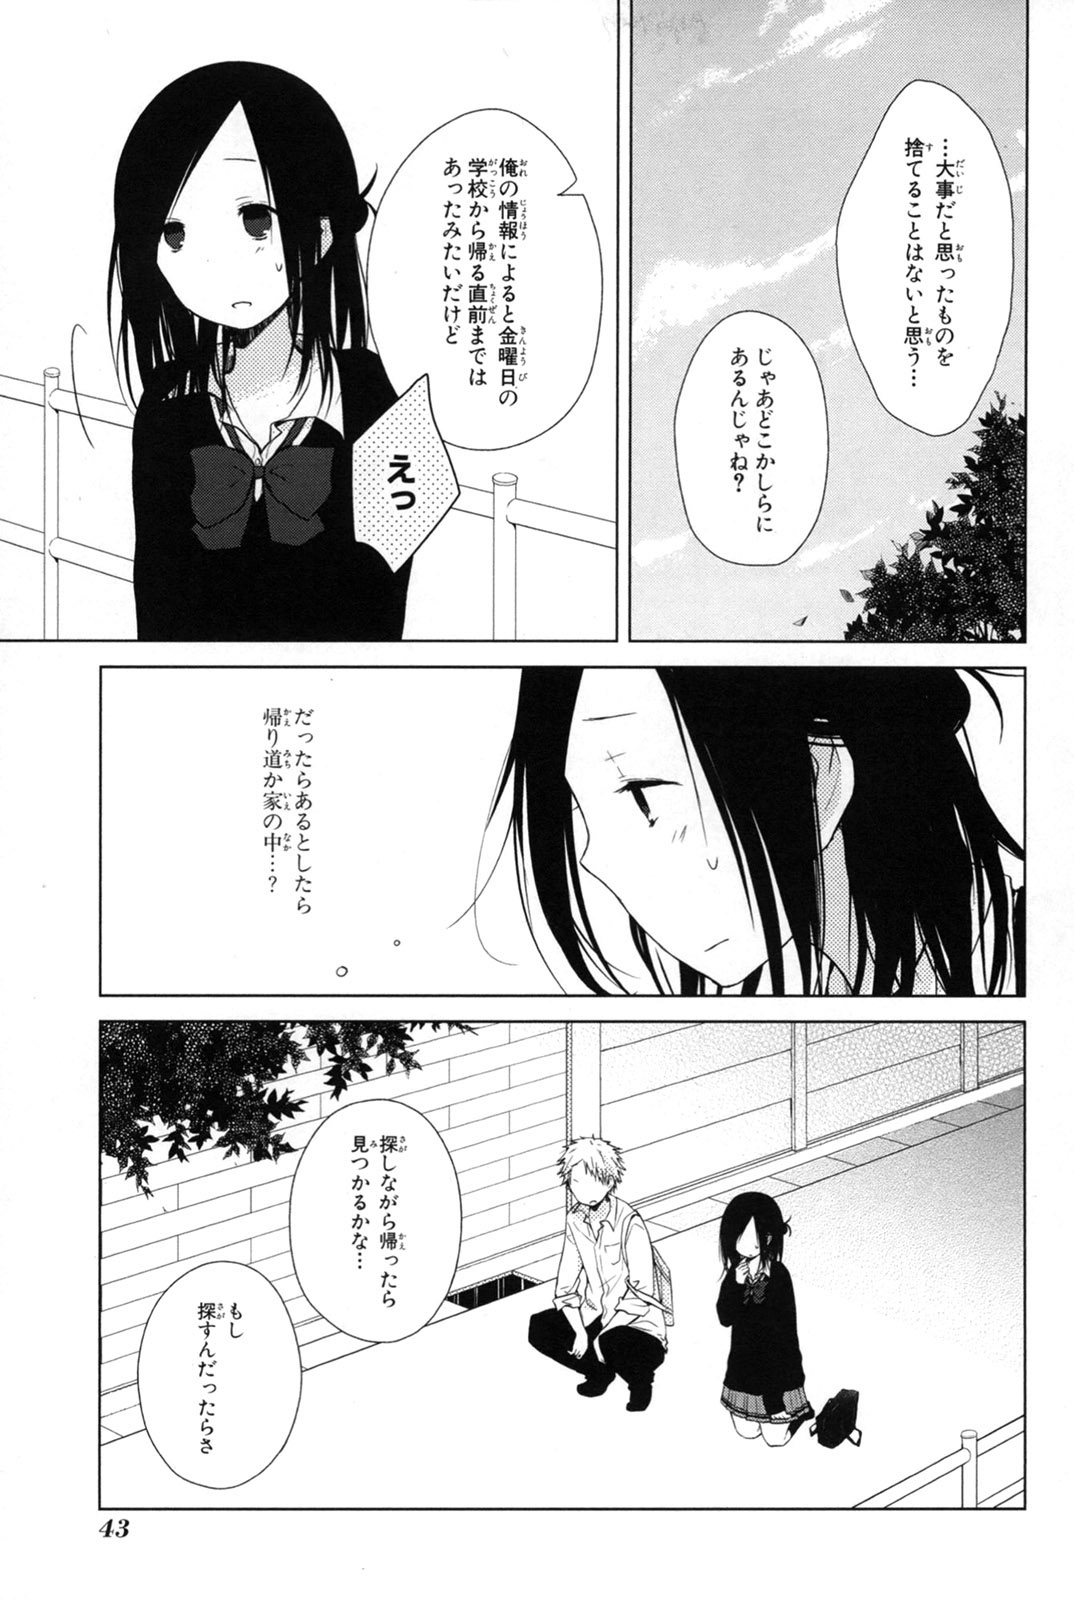 …大事だと思ったものを
捨てることはないと思う…
じゃあどこかしらに
あるんじゃね?
俺の情報によると金曜日の
学校から帰る直前までは
あったみたいだけど
えっ
だったらあるとしたら
帰り道か家の中…?
探しながら帰ったら
見つかるかな…
もし
探すんだったらさ
43